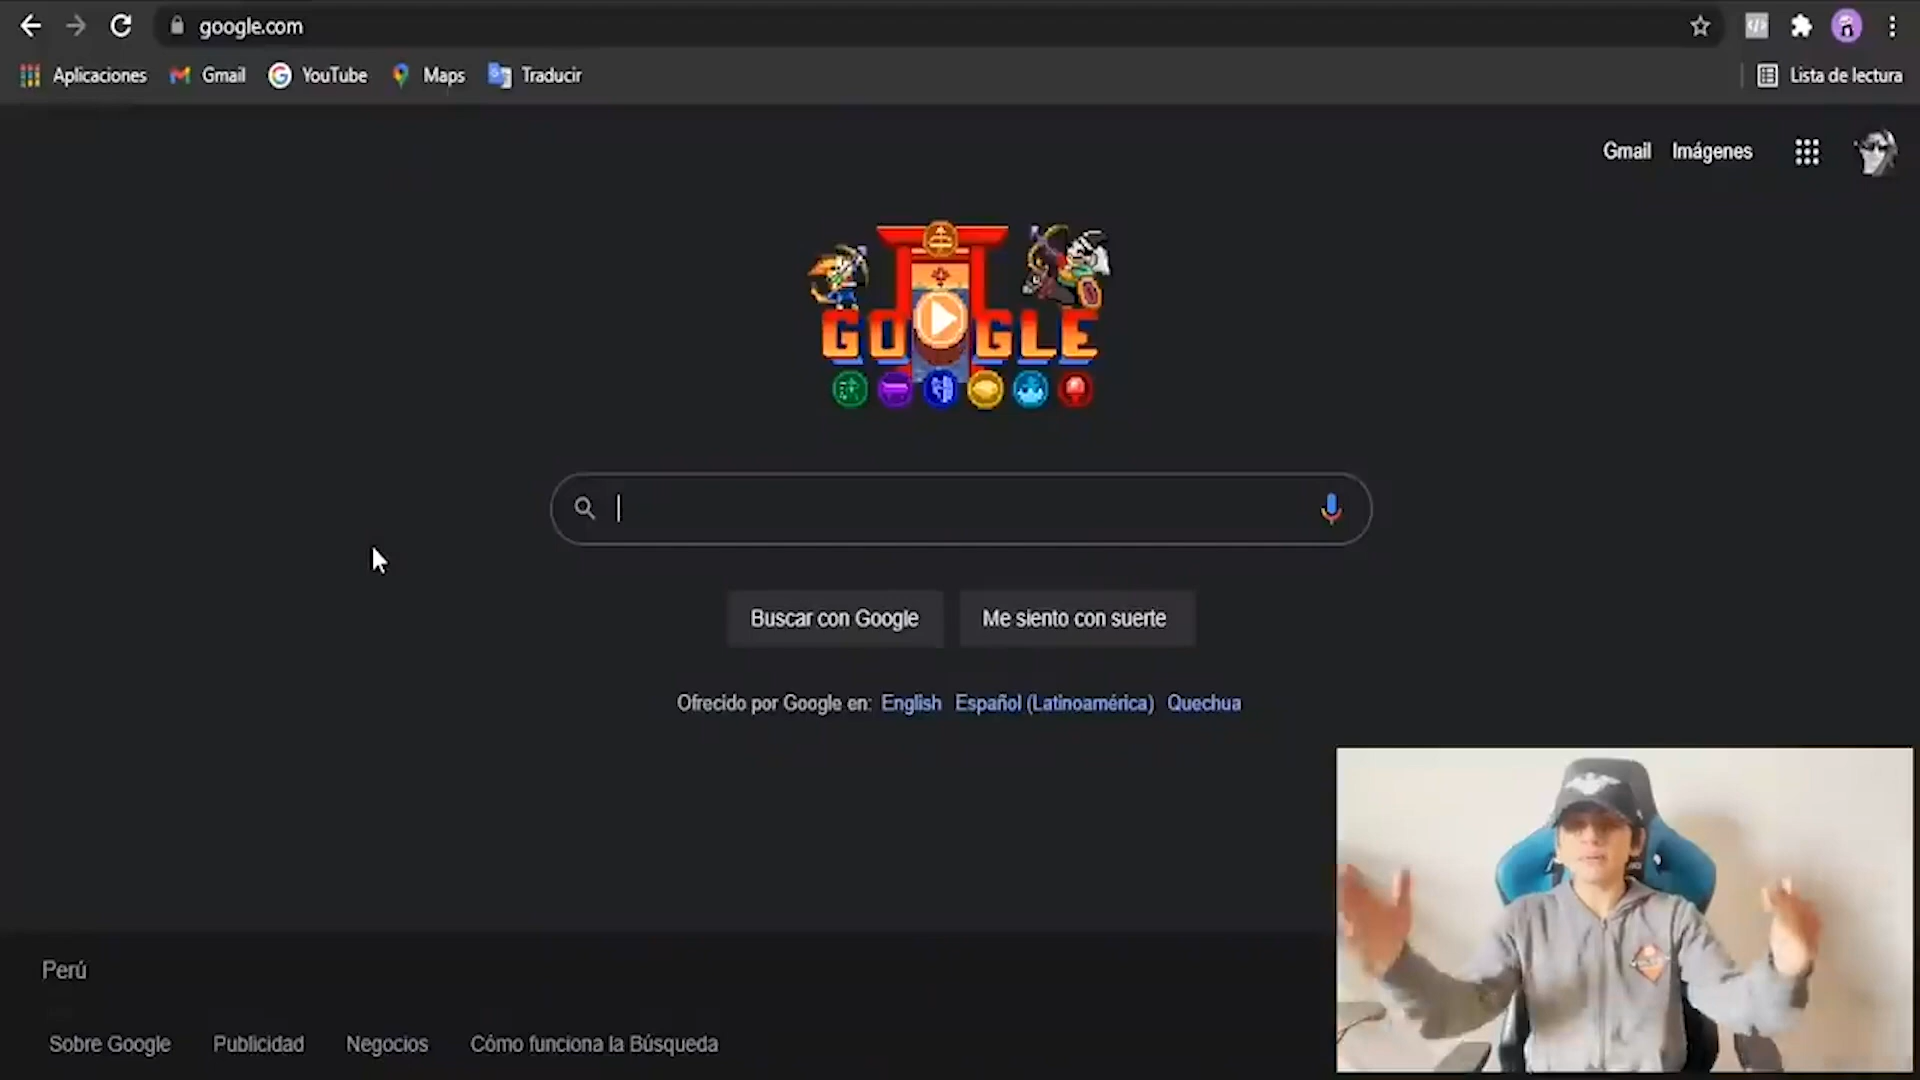 google.com
Aplicaciones Gmail YouTube Maps Traducir Lista de lectura
Gmail Imágenes
GOOGLE
Buscar con Google Me siento con suerte
Ofrecido por Google en: English Español (Latinoamérica) Quechua
Perú
Sobre Google Publicidad Negocios Cómo funciona la Búsqueda